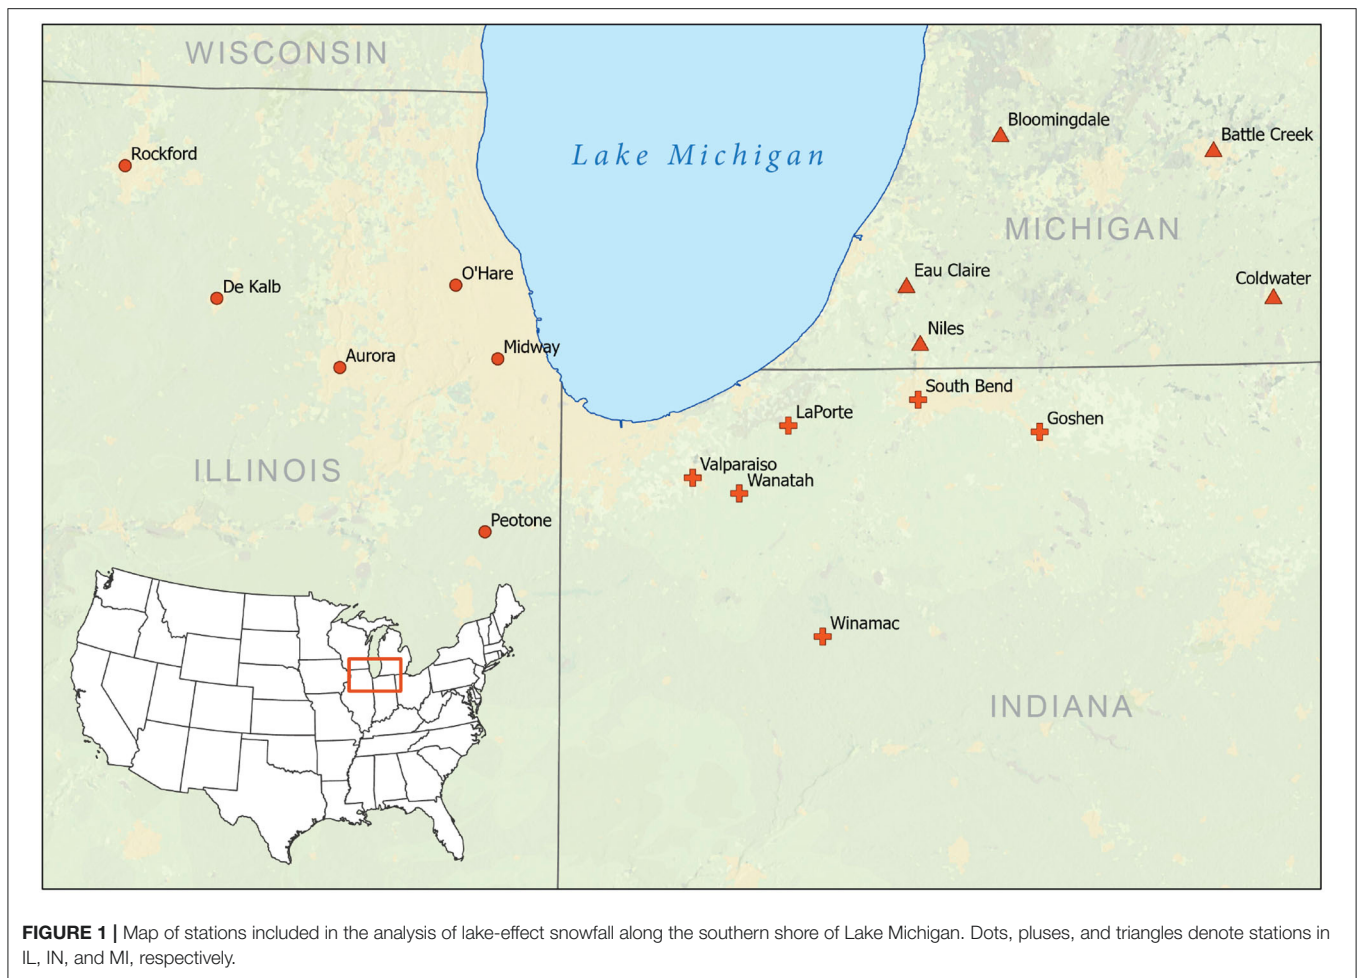 WISCONSIN
Bloomingdale
Battle Creek
Lake Michigan
Rockford
MICHIGAN
O'Hare
Eau Claire
Coldwater
De Kalb
Niles
Midway
Aurora
South Bend
LaPorte
Goshen
ILLINOIS
Valparaiso
Wanatah
Peotone
Winamac
INDIANA
FIGURE 1 | Map of stations included in the analysis of lake-effect snowfall along the southern shore of Lake Michigan. Dots, pluses, and triangles denote stations in
IL, IN, and MI, respectively.